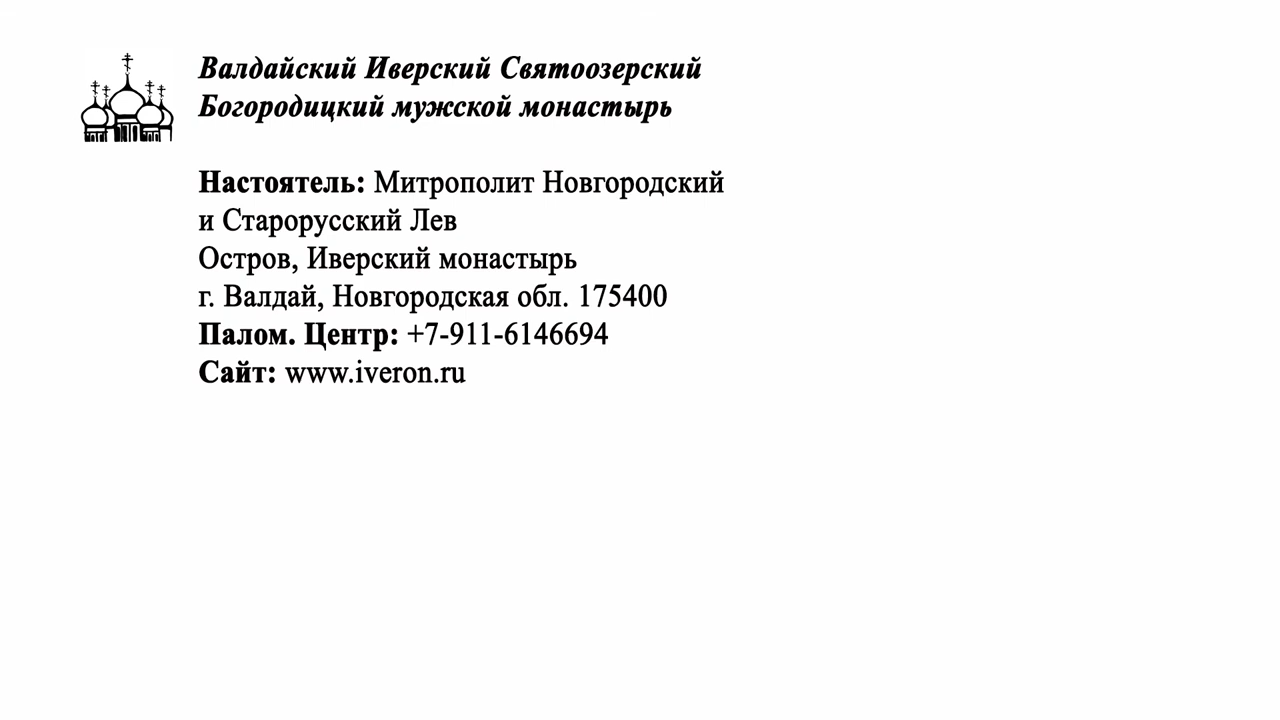 Валдайский Иверский Святоозерский
Богородицкий мужской монастырь
Настоятель: Митрополит Новгородский
и Старорусский Лев
Остров, Иверский монастырь
г. Валдай, Новгородская обл. 175400
Палом. Центр: +7-911-6146694
Сайт: www.iveron.ru